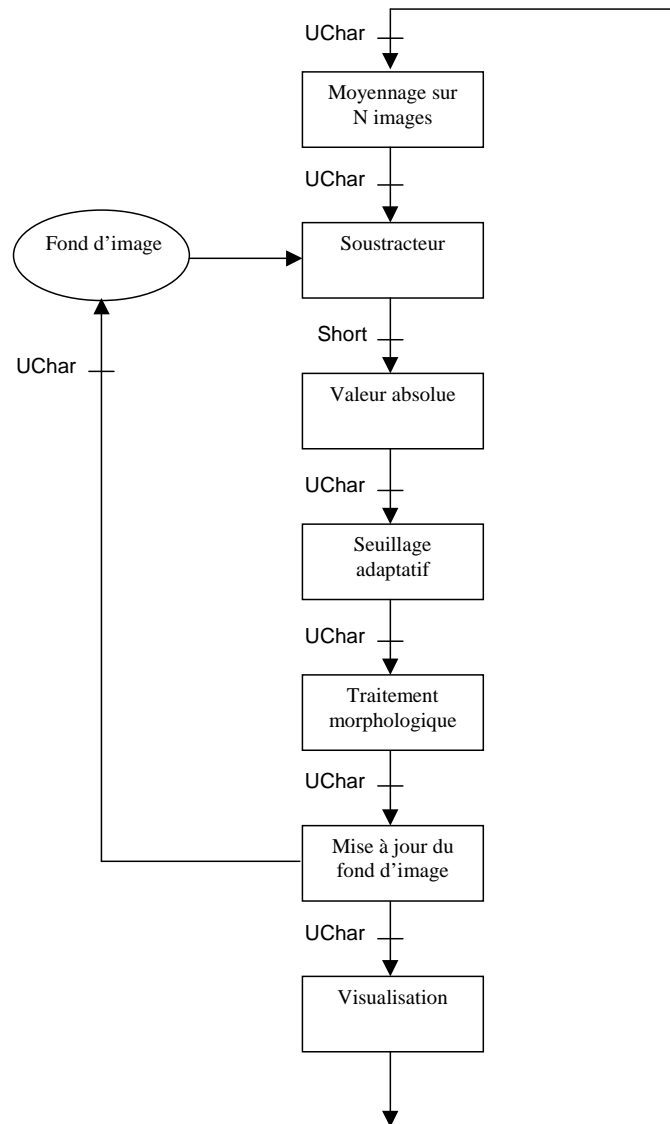 UChar
Moyennage sur
N images
UChar
Fond d’image
Soustracteur
Short
UChar
Valeur absolue
UChar
Seuillage
adaptatif
UChar
Traitement
morphologique
UChar
Mise à jour du
fond d’image
UChar
Visualisation